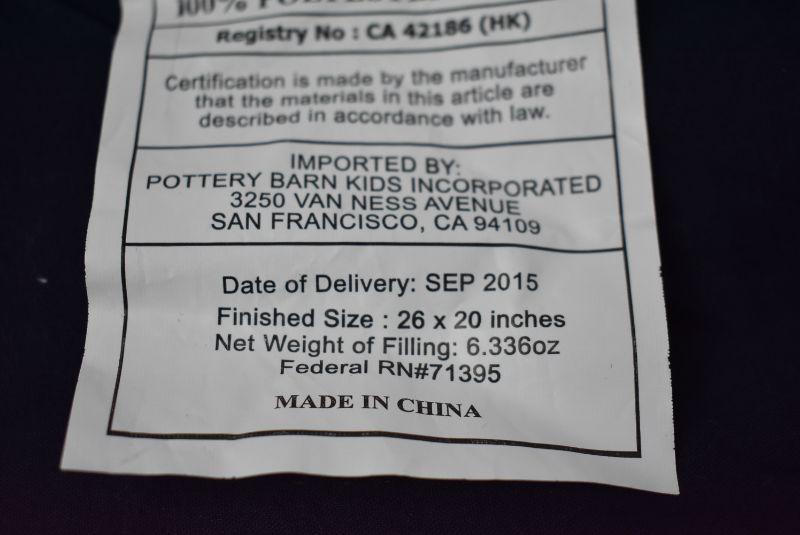 100% POLYESTER
Registry No : CA 42186 (HK)
Certification is made by the manufacturer
that the materials in this article are
described in accordance with law.
IMPORTED BY:
POTTERY BARN KIDS INCORPORATED
3250 VAN NESS AVENUE
SAN FRANCISCO, CA 94109
Date of Delivery: SEP 2015
Finished Size : 26 x 20 inches
Net Weight of Filling: 6.336oz
Federal RN#71395
MADE IN CHINA